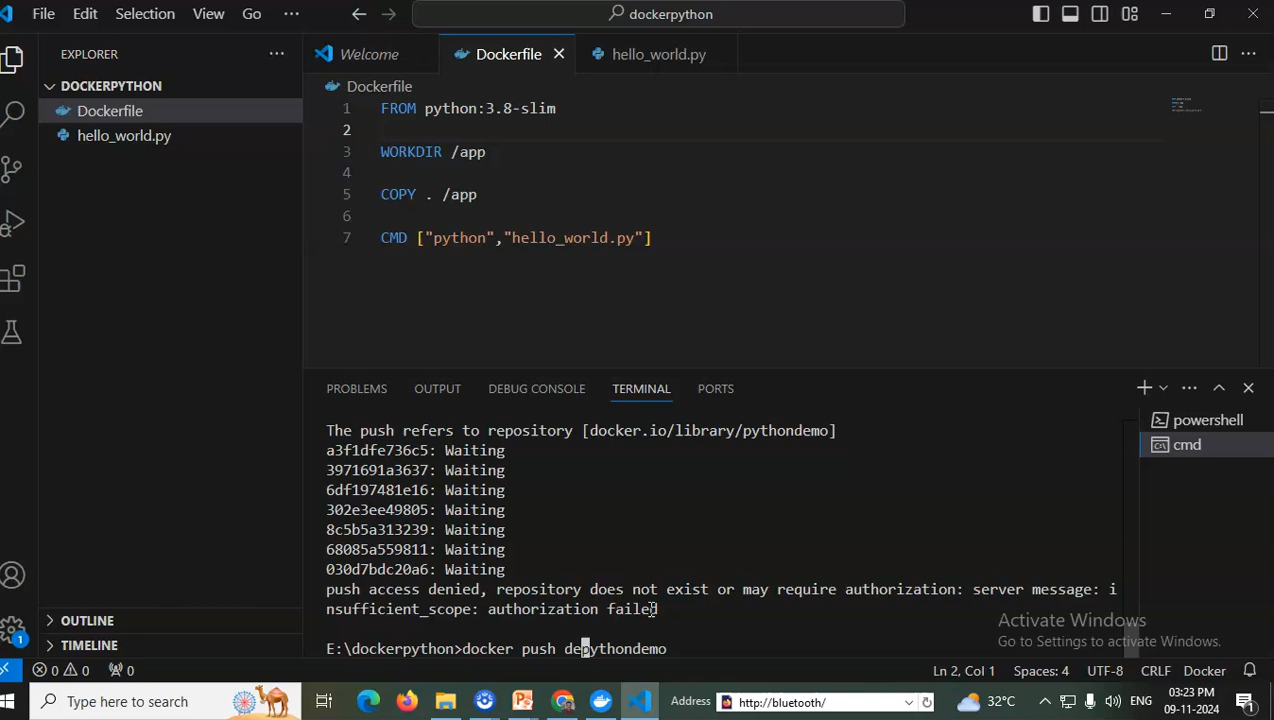 File Edit Selection View Go ··· dockerpython
EXPLORER ···
DOCKERPYTHON
Dockerfile
hello_world.py
OUTLINE
TIMELINE
Welcome Dockerfile hello_world.py
Dockerfile
1 FROM python:3.8-slim
2
3 WORKDIR /app
4
5 COPY . /app
6
7 CMD ["python","hello_world.py"]
PROBLEMS OUTPUT DEBUG CONSOLE TERMINAL PORTS
powershell
cmd
The push refers to repository [docker.io/library/pythondemo]
a3f1dfe736c5: Waiting
3971691a3637: Waiting
6df197481e16: Waiting
302e3ee49805: Waiting
8c5b5a313239: Waiting
68085a559811: Waiting
030d7bdc20a6: Waiting
push access denied, repository does not exist or may require authorization: server message: i
nsufficient_scope: authorization failed
E:\dockerpython>docker push depythondemo
Activate Windows
Go to Settings to activate Windows.
1
0 0 Ln 2, Col 1 Spaces: 4 UTF-8 CRLF Docker
Type here to search Address http://bluetooth/ 32°C ENG 03:23 PM
09-11-2024
1